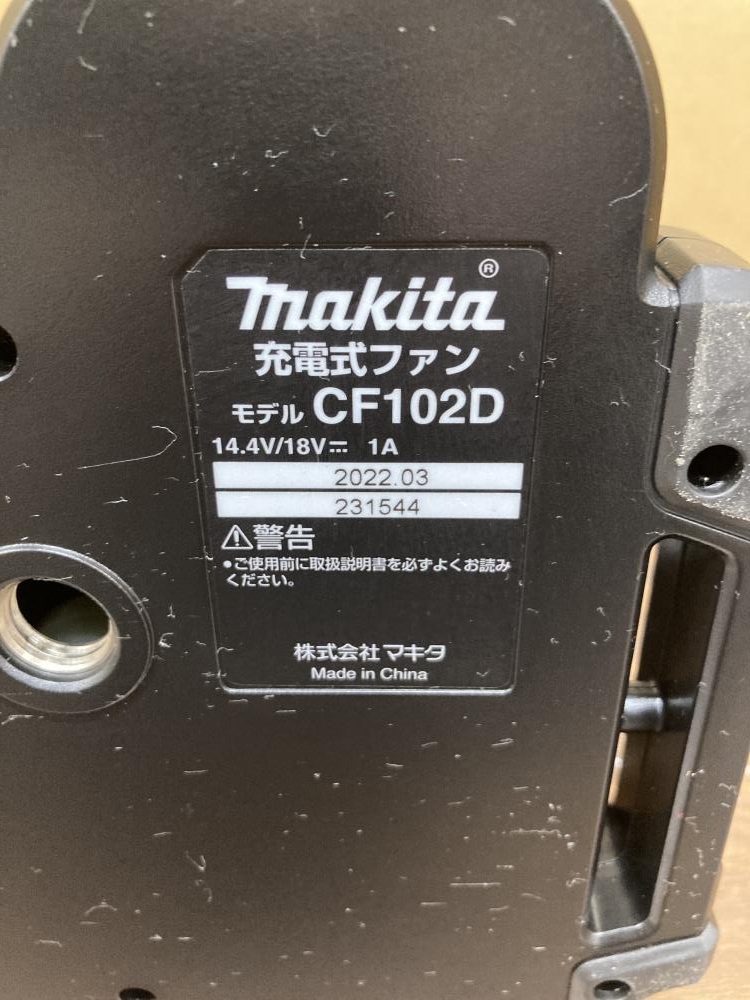 makita®
充電式ファン
モデル CF102D
14.4V/18V⎓ 1A
2022.03
231544
⚠警告
•ご使用前に取扱説明書を必ずよくお読み
ください。
株式会社 マキタ
Made in China